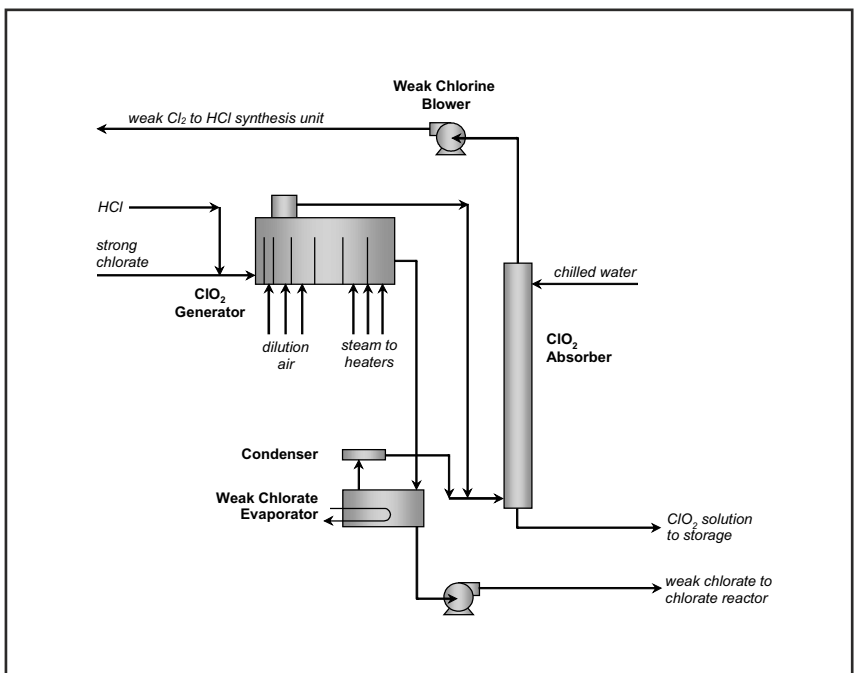 Weak Chlorine
Blower
weak Cl₂ to HCl synthesis unit
HCl
strong
chlorate
ClO₂
Generator
dilution
air
steam to
heaters
chilled water
ClO₂
Absorber
Condenser
Weak Chlorate
Evaporator
ClO₂ solution
to storage
weak chlorate to
chlorate reactor